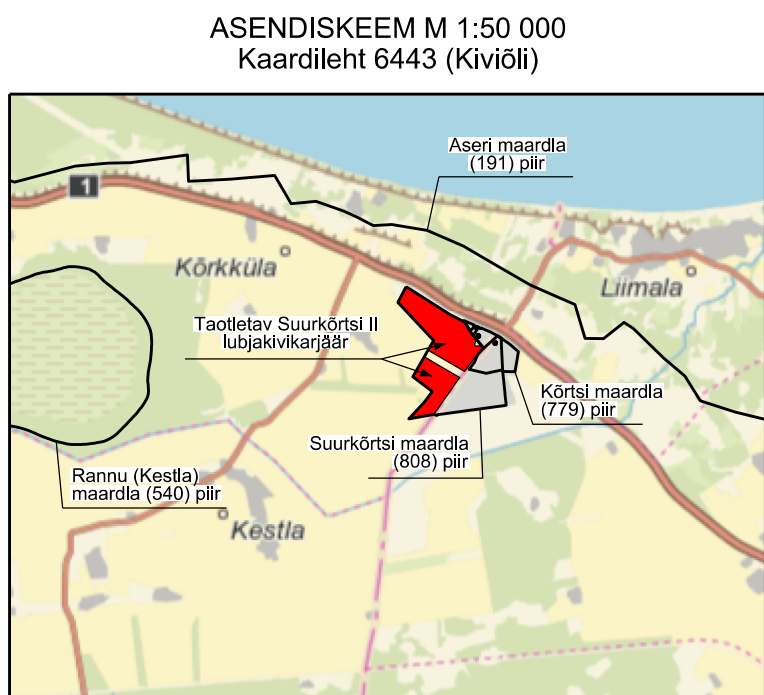 ASENDISKEEM M 1:50 000
Kaardileht 6443 (Kiviõli)
Aseri maardla
(191) piir
1
Kõrkküla
Liimala
Taotletav Suurkõrtsi II
lubjakivikarjäär
Kõrtsi maardla
(779) piir
Suurkõrtsi maardla
(808) piir
Rannu (Kestla)
maardla (540) piir
Kestla